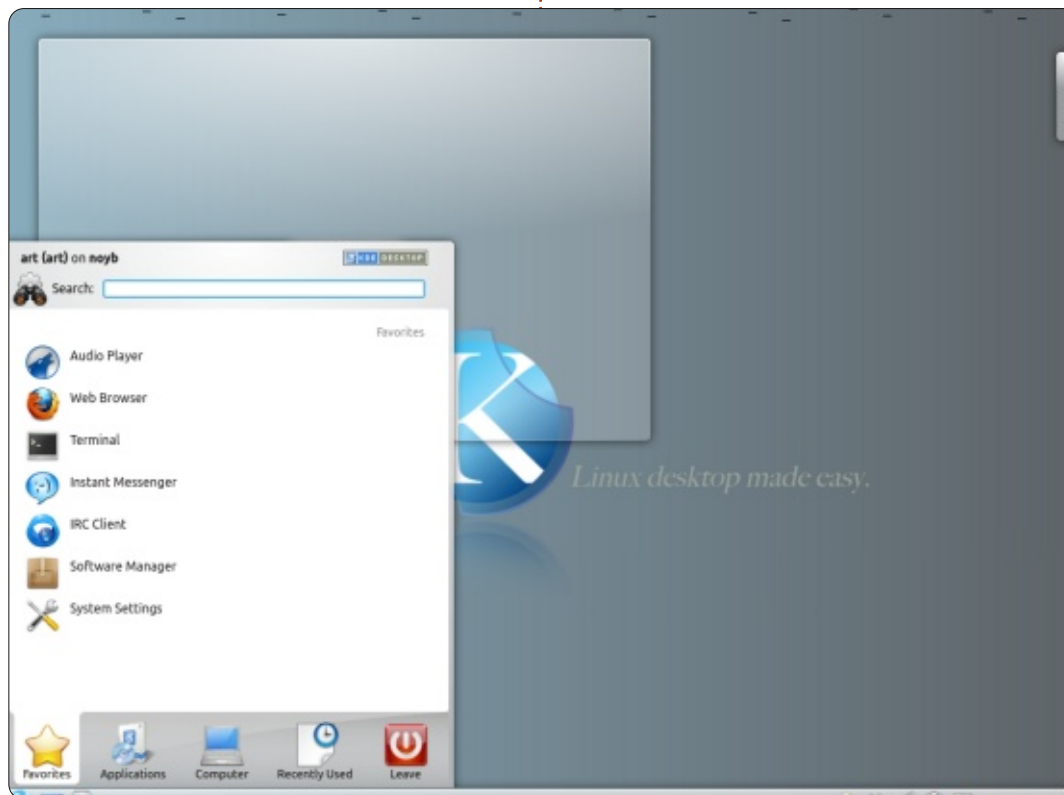 art (art) on noyb
KDE DESKTOP
Search:
Favorites
Audio Player
Web Browser
Terminal
Instant Messenger
IRC Client
Software Manager
System Settings
K
Linux desktop made easy.
Favorites
Applications
Computer
Recently Used
Leave